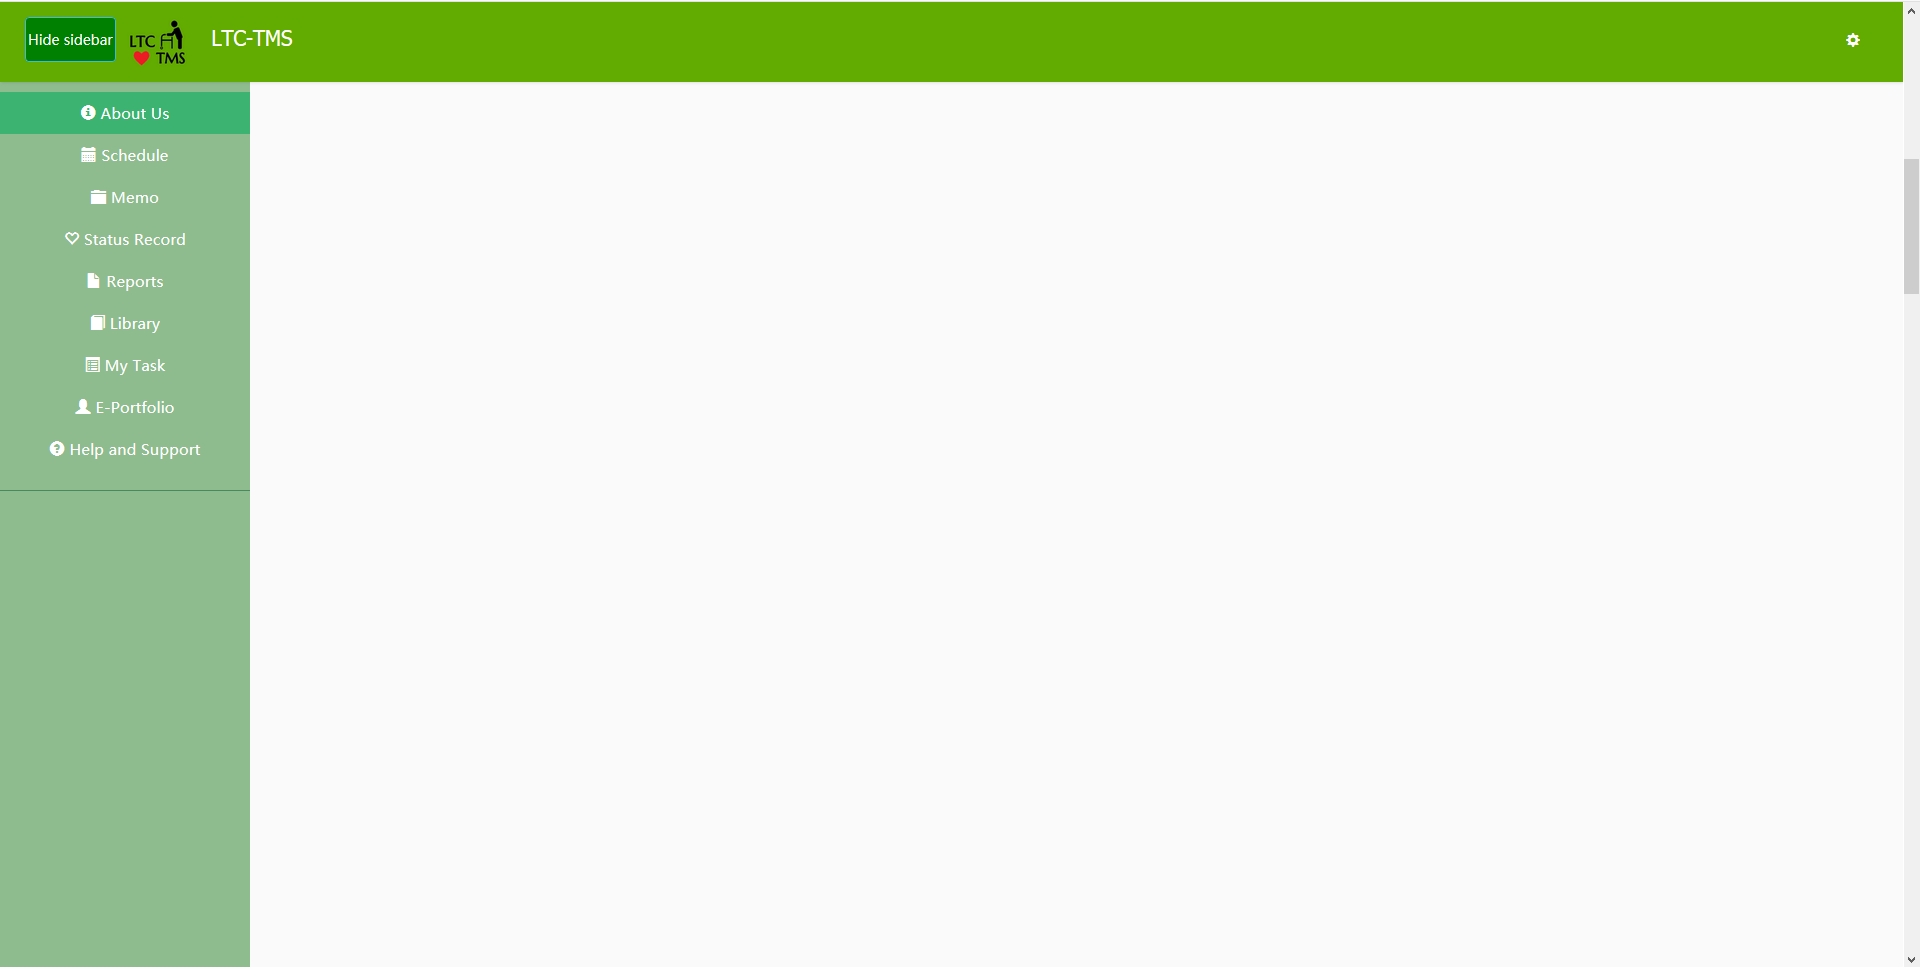 Hide sidebar
LTC
TMS
LTC-TMS
About Us
Schedule
Memo
Status Record
Reports
Library
My Task
E-Portfolio
Help and Support